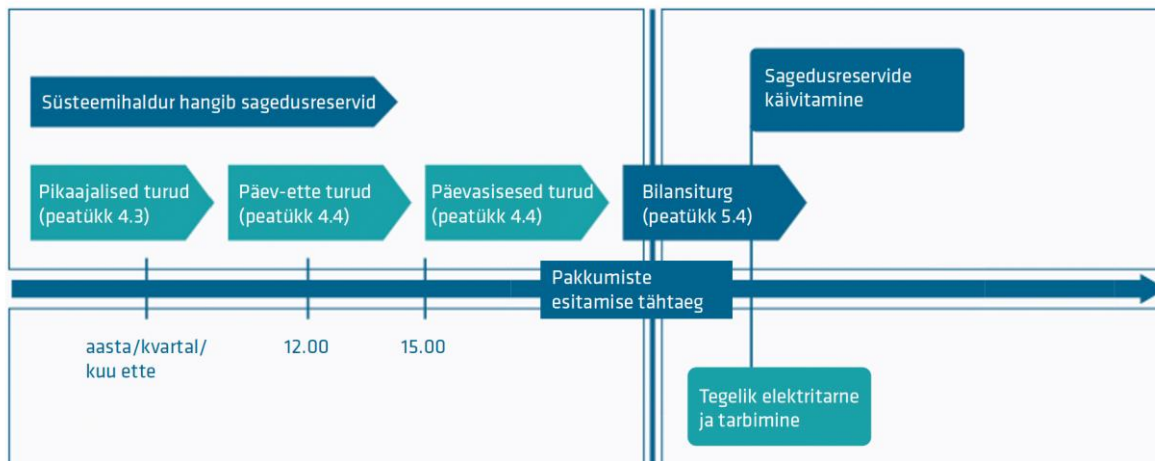 Süsteemihaldur hangib sagedusreservid
Sagedusreservide
käivitamine
Pikaajalised turud
(peatükk 4.3)
Päev-ette turud
(peatükk 4.4)
Päevasisesed turud
(peatükk 4.4)
Bilansiturg
(peatükk 5.4)
Pakkumiste
esitamise tähtaeg
aasta/kvartal/
kuu ette
12.00
15.00
Tegelik elektritarne
ja tarbimine